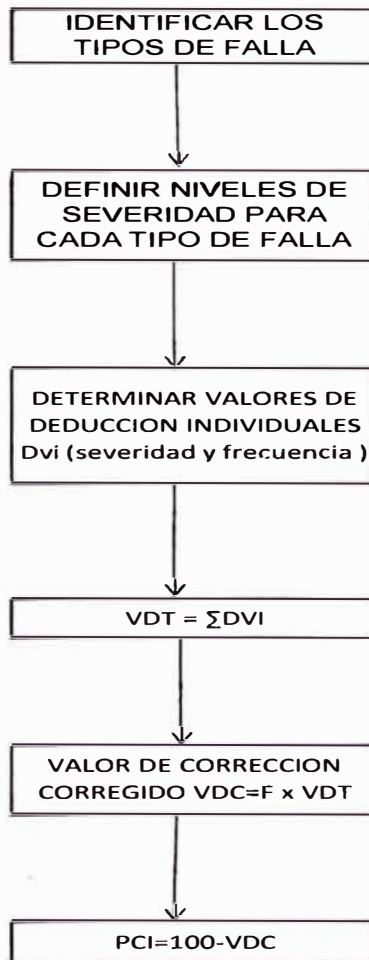 IDENTIFICAR LOS
TIPOS DE FALLA
DEFINIR NIVELES DE
SEVERIDAD PARA
CADA TIPO DE FALLA
DETERMINAR VALORES DE
DEDUCCION INDIVIDUALES
Dvi (severidad y frecuencia )
VDT = ∑DVI
VALOR DE CORRECCION
CORREGIDO VDC=F x VDT
PCI=100-VDC